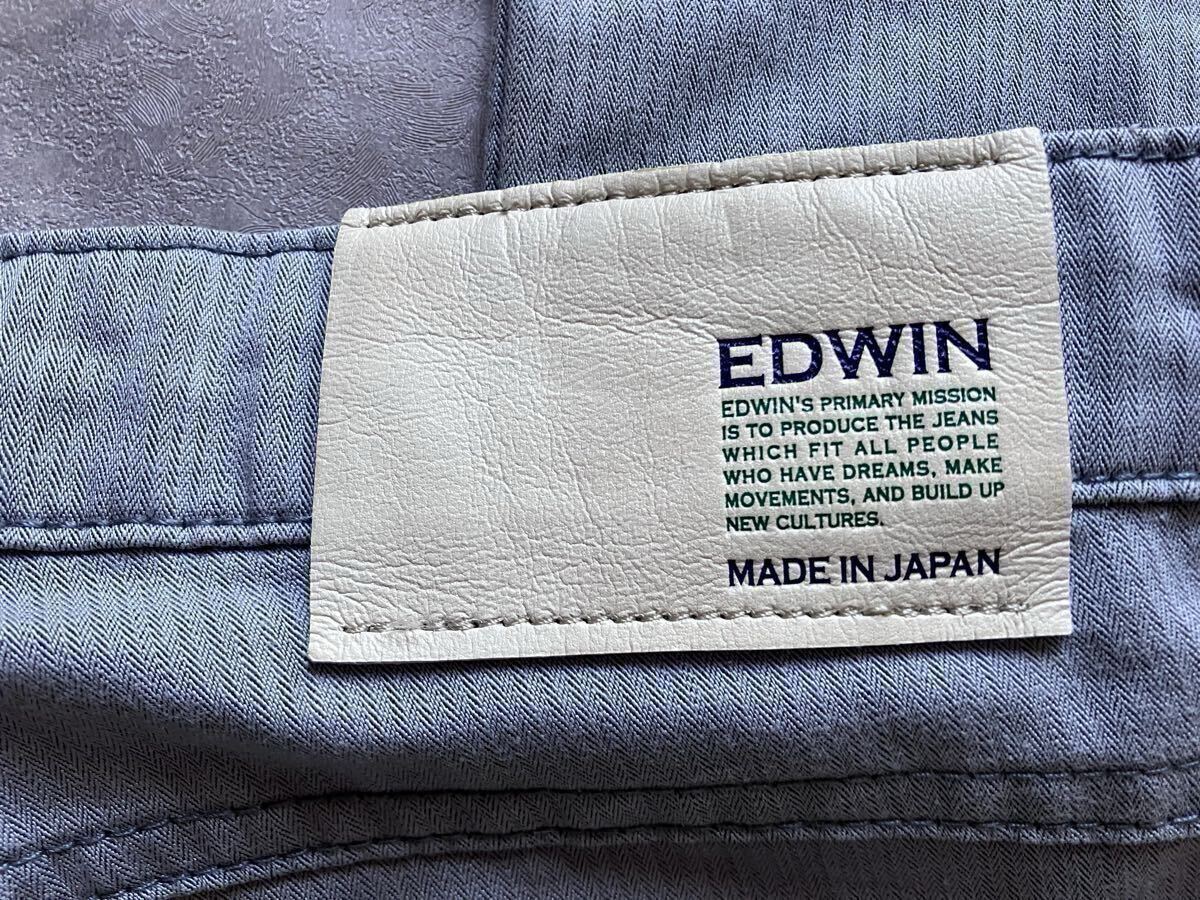 EDWIN
EDWIN'S PRIMARY MISSION
IS TO PRODUCE THE JEANS
WHICH FIT ALL PEOPLE
WHO HAVE DREAMS, MAKE
MOVEMENTS, AND BUILD UP
NEW CULTURES.
MADE IN JAPAN